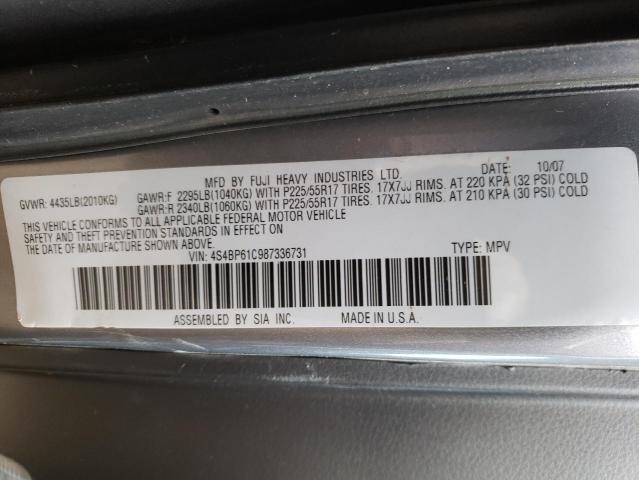 MFD BY FUJI HEAVY INDUSTRIES LTD. DATE: 10/07
GVWR: 4435LB(2010KG) GAWR:F 2295LB(1040KG) WITH P225/55R17 TIRES. 17X7JJ RIMS. AT 220 KPA (32 PSI) COLD
GAWR:R 2340LB(1060KG) WITH P225/55R17 TIRES. 17X7JJ RIMS. AT 210 KPA (30 PSI) COLD
THIS VEHICLE CONFORMS TO ALL APPLICABLE FEDERAL MOTOR VEHICLE
SAFETY AND THEFT PREVENTION STANDARDS IN EFFECT ON
THE DATE OF MANUFACTURE SHOWN ABOVE.
VIN: 4S4BP61C987336731 TYPE: MPV
ASSEMBLED BY SIA INC. MADE IN U.S.A.